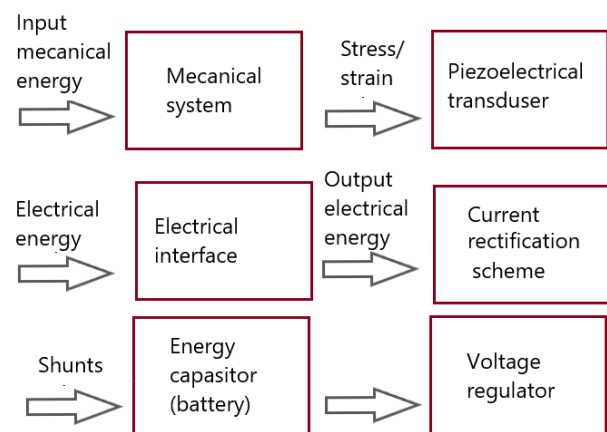 Input
mecanical
energy
Mecanical
system
Stress/
strain
Piezoelectrical
transduser
Electrical
energy
Electrical
interface
Output
electrical
energy
Current
rectification
scheme
Shunts
Energy
capasitor
(battery)
Voltage
regulator